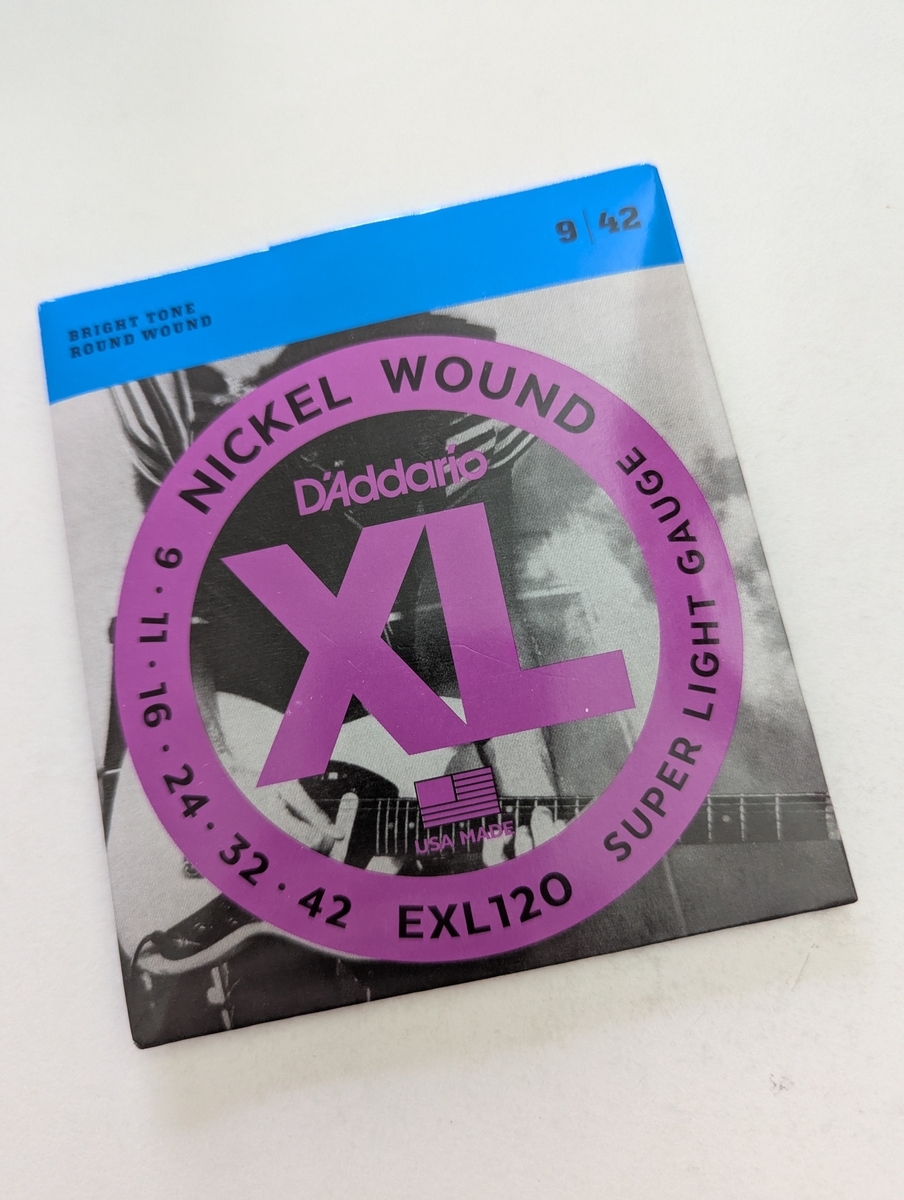 9 | 42
BRIGHT TONE
ROUND WOUND
NICKEL WOUND
D'Addario
XL
USA MADE
SUPER LIGHT GAUGE
9 · 11 · 16 · 24 · 32 · 42
EXL120